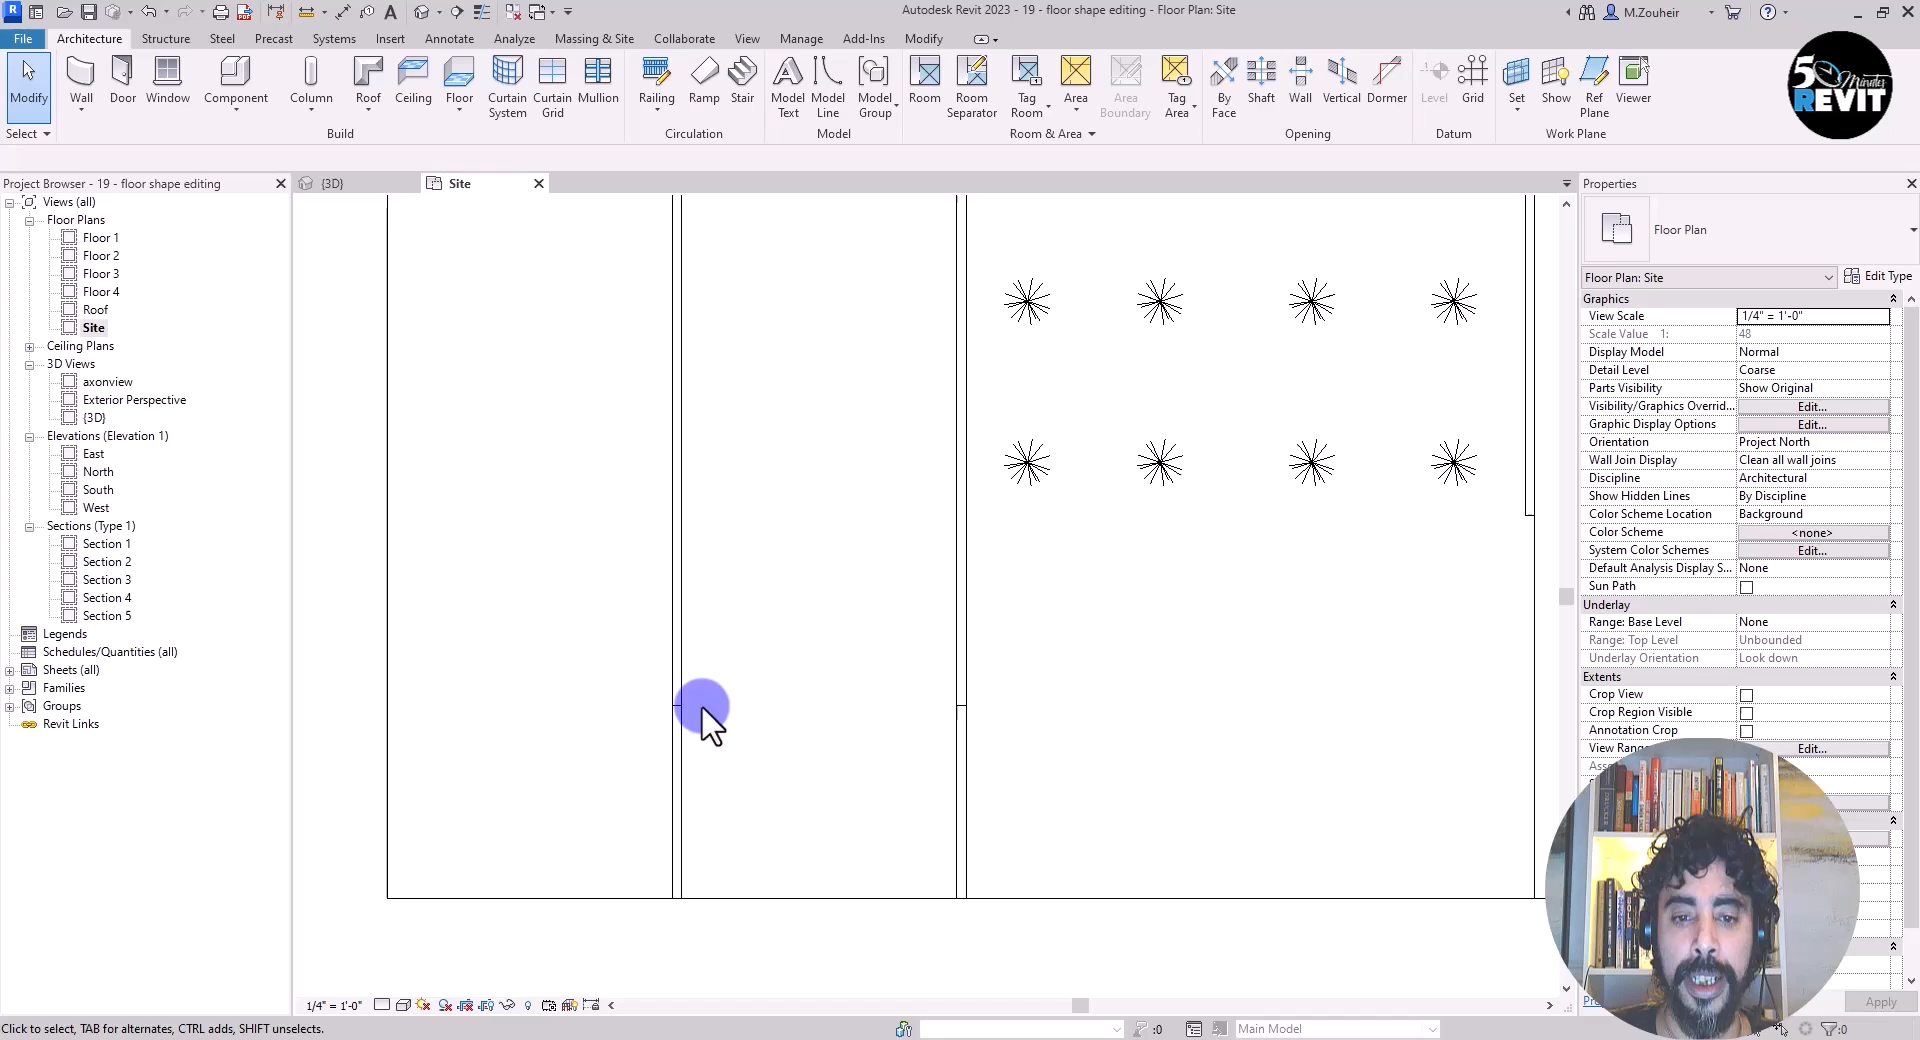 Autodesk Revit 2023 - 19 - floor shape editing - Floor Plan: Site
M.Zouheir
File Architecture Structure Steel Precast Systems Insert Annotate Analyze Massing & Site Collaborate View Manage Add-Ins Modify
Modify Wall Door Window Component Column Roof Ceiling Floor Curtain System Curtain Grid Mullion Railing Ramp Stair Model Text Model Line Model Group Room Room Separator Tag Room Area Area Boundary Tag Area By Face Shaft Wall Vertical Dormer Level Grid Set Show Ref Plane Viewer
Select Build Circulation Model Room & Area Opening Datum Work Plane
5 Minutes
REVIT
Project Browser - 19 - floor shape editing
{3D}
Site
Properties
Views (all)
Floor Plans
Floor 1
Floor 2
Floor 3
Floor 4
Roof
Site
Ceiling Plans
3D Views
axonview
Exterior Perspective
{3D}
Elevations (Elevation 1)
East
North
South
West
Sections (Type 1)
Section 1
Section 2
Section 3
Section 4
Section 5
Legends
Schedules/Quantities (all)
Sheets (all)
Families
Groups
Revit Links
Floor Plan
Floor Plan: Site Edit Type
Graphics
View Scale 1/4" = 1'-0"
Scale Value 1: 48
Display Model Normal
Detail Level Coarse
Parts Visibility Show Original
Visibility/Graphics Overrid... Edit...
Graphic Display Options Edit...
Orientation Project North
Wall Join Display Clean all wall joins
Discipline Architectural
Show Hidden Lines By Discipline
Color Scheme Location Background
Color Scheme <none>
System Color Schemes Edit...
Default Analysis Display S... None
Sun Path
Underlay
Range: Base Level None
Range: Top Level Unbounded
Underlay Orientation Look down
Extents
Crop View
Crop Region Visible
Annotation Crop
View Rang Edit...
Apply
1/4" = 1'-0"
Click to select, TAB for alternates, CTRL adds, SHIFT unselects.
:0
Main Model
:0